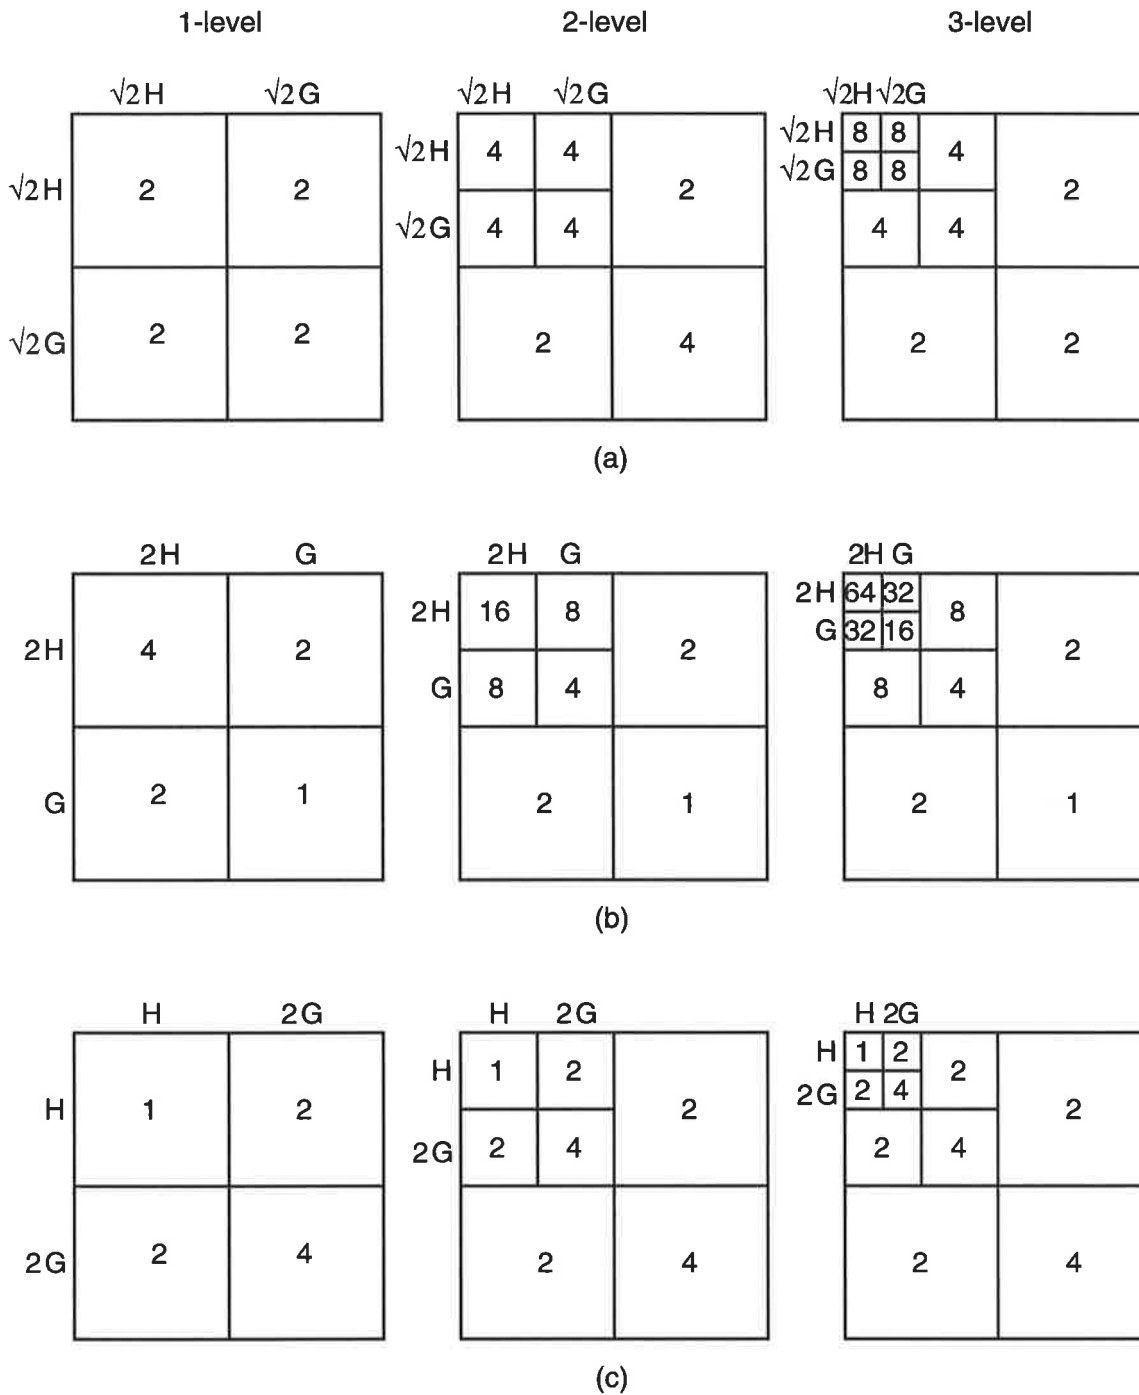 1-level 2-level 3-level
√2H √2G √2H √2G √2H √2G
√2H 2 2 √2H 4 4 2 √2H 8 8 4 2
√2G 8 8
√2G 4 4 4 4
√2G 2 2 2 4 2 2
(a)
2H G 2H G 2H G
2H 4 2 2H 16 8 2 2H 64 32 8 2
G 32 16
G 8 4 8 4
G 2 1 2 1 2 1
(b)
H 2G H 2G H 2G
H 1 2 H 1 2 2 H 1 2 2 2
2G 2 4
2G 2 4 2 4
2G 2 4 2 4 2 4
(c)